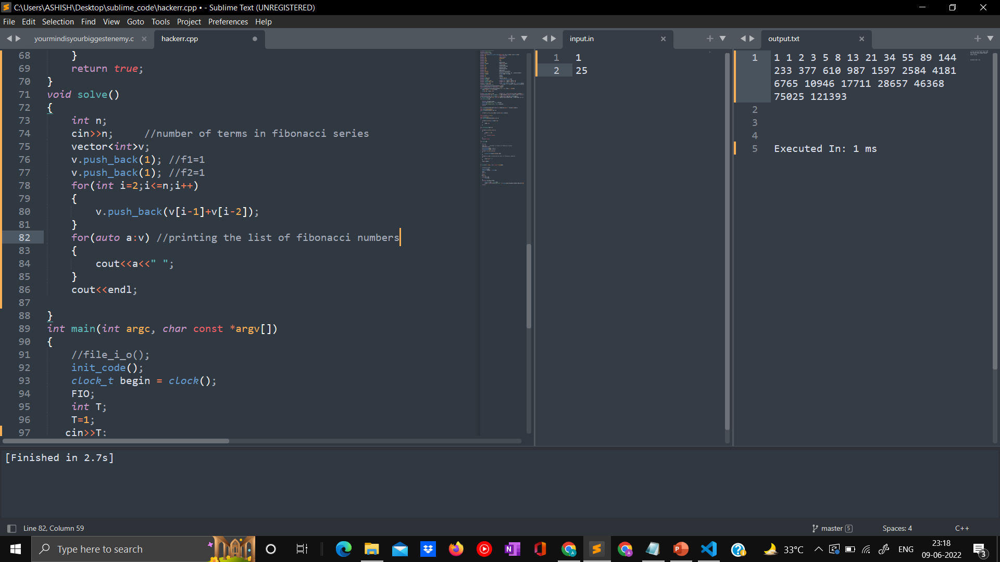 C:\Users\ASHISH\Desktop\sublime_code\hackerr.cpp • - Sublime Text (UNREGISTERED)
File Edit Selection Find View Goto Tools Project Preferences Help
yourmindisyourbiggestenemy.c
hackerr.cpp
68 }
69 return true;
70 }
71 void solve()
72 {
73 int n;
74 cin>>n; //number of terms in fibonacci series
75 vector<int>v;
76 v.push_back(1); //f1=1
77 v.push_back(1); //f2=1
78 for(int i=2;i<=n;i++)
79 {
80 v.push_back(v[i-1]+v[i-2]);
81 }
82 for(auto a:v) //printing the list of fibonacci numbers
83 {
84 cout<<a<<" ";
85 }
86 cout<<endl;
87
88 }
89 int main(int argc, char const *argv[])
90 {
91 //file_i_o();
92 init_code();
93 clock_t begin = clock();
94 FIO;
95 int T;
96 T=1;
97 cin>>T;
input.in
1 1
2 25
output.txt
1 1 1 2 3 5 8 13 21 34 55 89 144
233 377 610 987 1597 2584 4181
6765 10946 17711 28657 46368
75025 121393
2
3
4
5 Executed In: 1 ms
[Finished in 2.7s]
Line 82, Column 59
master 5
Spaces: 4
C++
Type here to search
33°C
ENG
23:18
09-06-2022
3